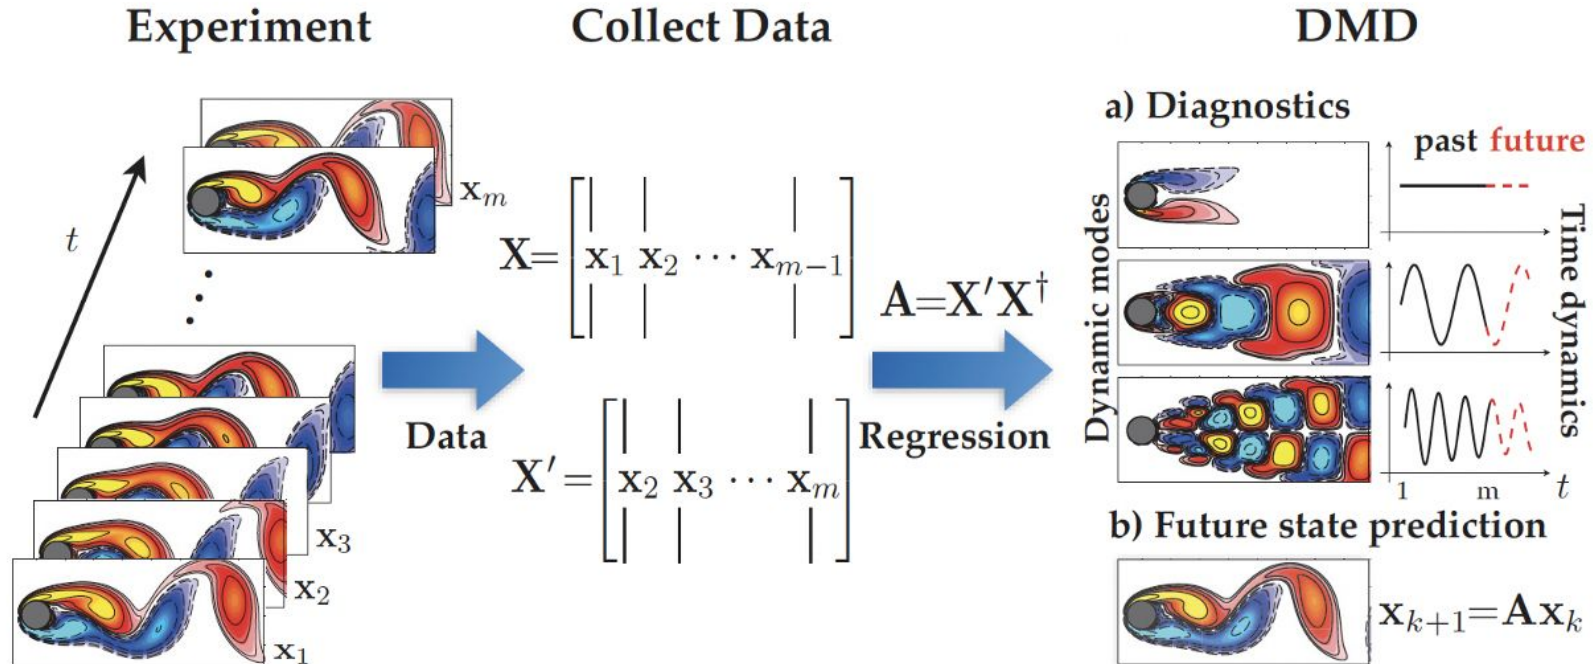 Experiment
Collect Data
DMD
t
x_m
x_3
x_2
x_1
Data
X= [x_1 x_2 ⋯ x_{m−1}]
X′ = [x_2 x_3 ⋯ x_m]
A=X′X†
Regression
a) Diagnostics
past future
Dynamic modes
Time dynamics
1 m t
b) Future state prediction
x_{k+1}=Ax_k